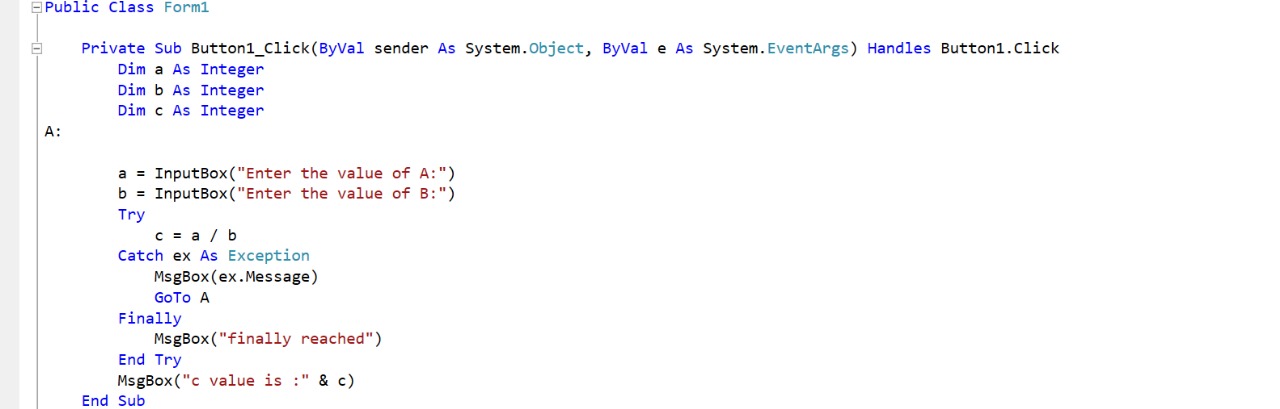 Public Class Form1
Private Sub Button1_Click(ByVal sender As System.Object, ByVal e As System.EventArgs) Handles Button1.Click
Dim a As Integer
Dim b As Integer
Dim c As Integer
A:
a = InputBox("Enter the value of A:")
b = InputBox("Enter the value of B:")
Try
c = a / b
Catch ex As Exception
MsgBox(ex.Message)
GoTo A
Finally
MsgBox("finally reached")
End Try
MsgBox("c value is :" & c)
End Sub